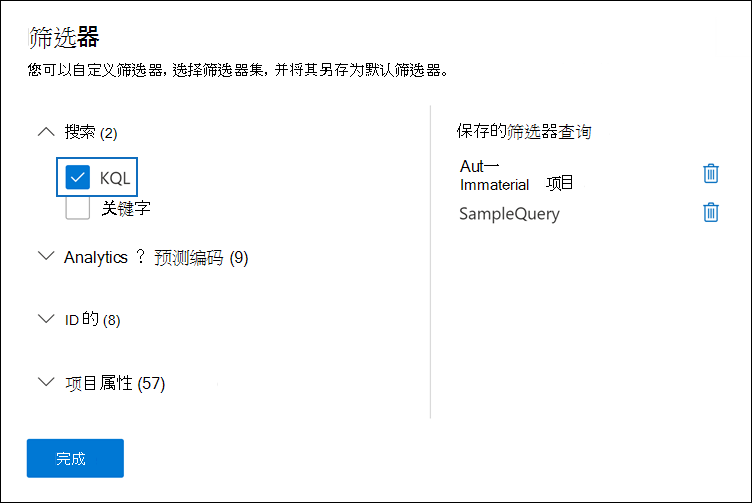 筛选器
您可以自定义筛选器, 选择筛选器集, 并将其另存为默认筛选器。
搜索 (2)
KQL
关键字
Analytics ? 预测编码 (9)
ID 的 (8)
项目属性 (57)
完成
保存的筛选器查询
Aut一
Immaterial 项目
SampleQuery